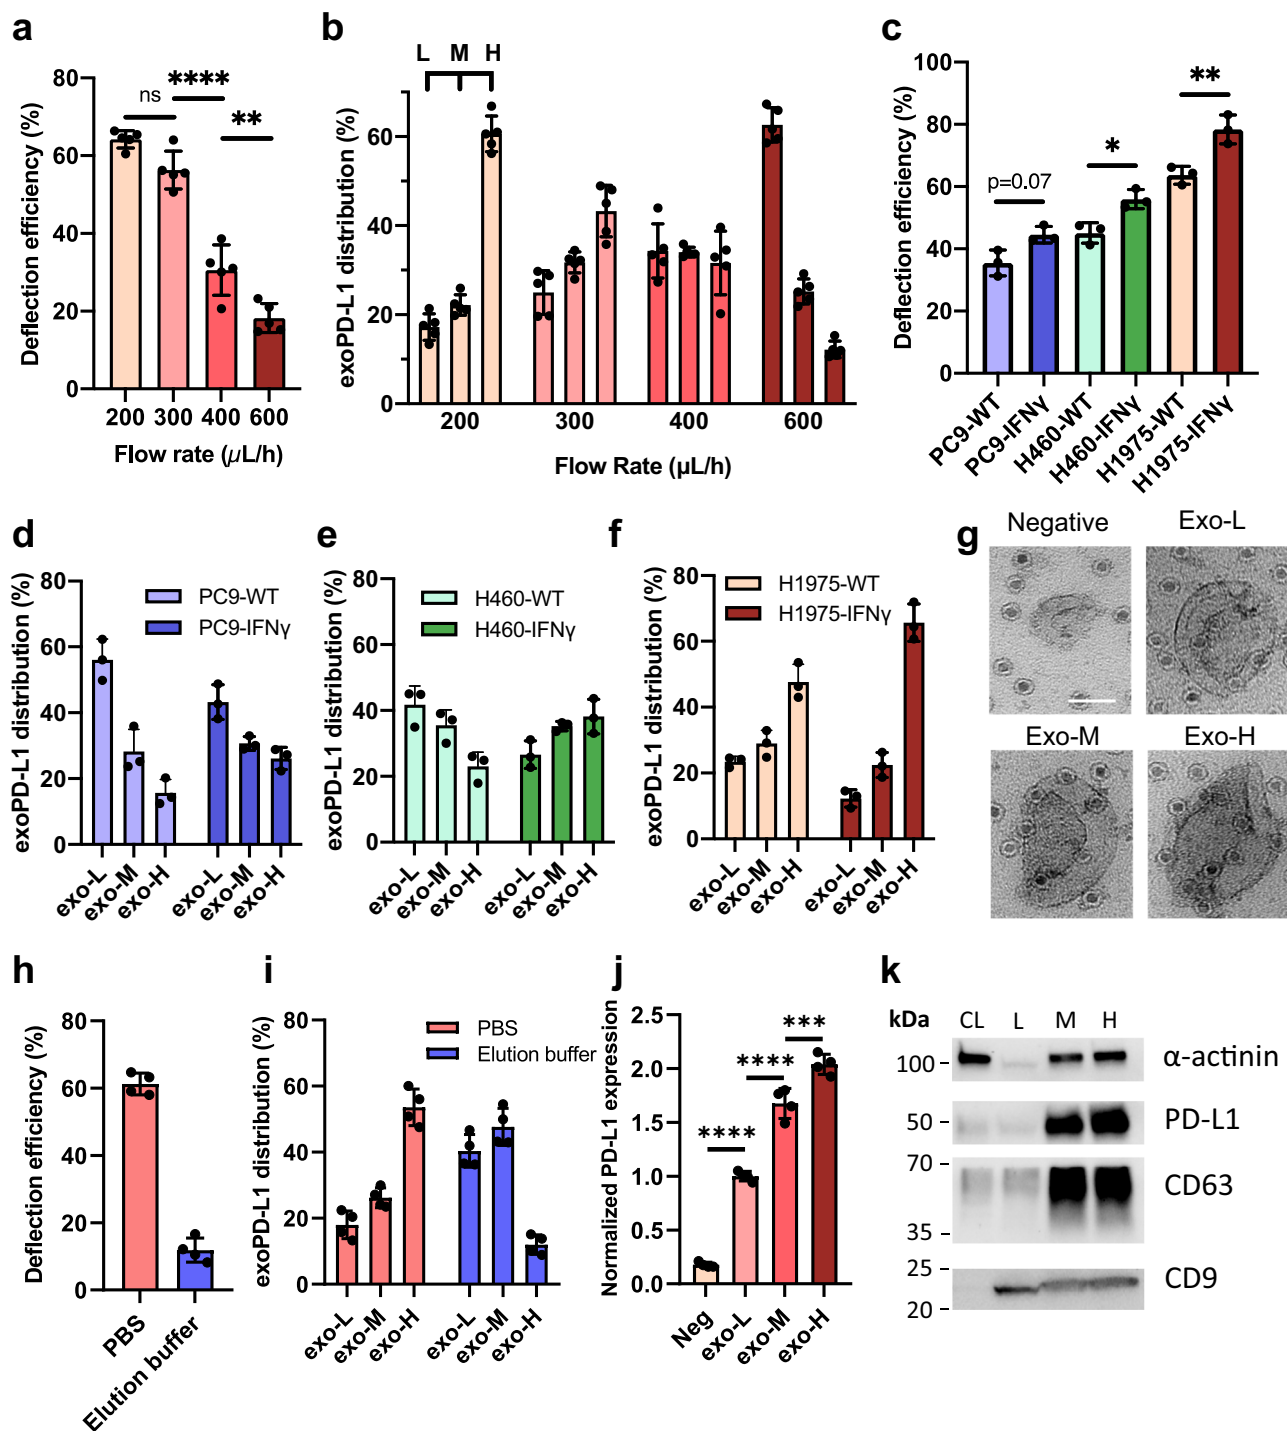 a
Deflection efficiency (%)
80
60
40
20
0
ns
****
**
200 300 400 600
Flow rate (µL/h)
b
L M H
exoPD-L1 distribution (%)
60
40
20
0
200 300 400 600
Flow Rate (µL/h)
c
Deflection efficiency (%)
100
80
60
40
20
0
p=0.07
*
**
PC9-WT
PC9-IFNγ
H460-WT
H460-IFNγ
H1975-WT
H1975-IFNγ
d
exoPD-L1 distribution (%)
80
60
40
20
0
PC9-WT
PC9-IFNγ
exo-L exo-M exo-H exo-L exo-M exo-H
e
exoPD-L1 distribution (%)
80
60
40
20
0
H460-WT
H460-IFNγ
exo-L exo-M exo-H exo-L exo-M exo-H
f
exoPD-L1 distribution (%)
80
60
40
20
0
H1975-WT
H1975-IFNγ
exo-L exo-M exo-H exo-L exo-M exo-H
g
Negative Exo-L
Exo-M Exo-H
h
Deflection efficiency (%)
80
60
40
20
0
PBS
Elution buffer
i
exoPD-L1 distribution (%)
80
60
40
20
0
PBS
Elution buffer
exo-L exo-M exo-H exo-L exo-M exo-H
j
Normalized PD-L1 expression
2.5
2.0
1.5
1.0
0.5
0.0
****
****
***
Neg exo-L exo-M exo-H
k
kDa CL L M H
100 α-actinin
50 PD-L1
70
CD63
35
25
CD9
20